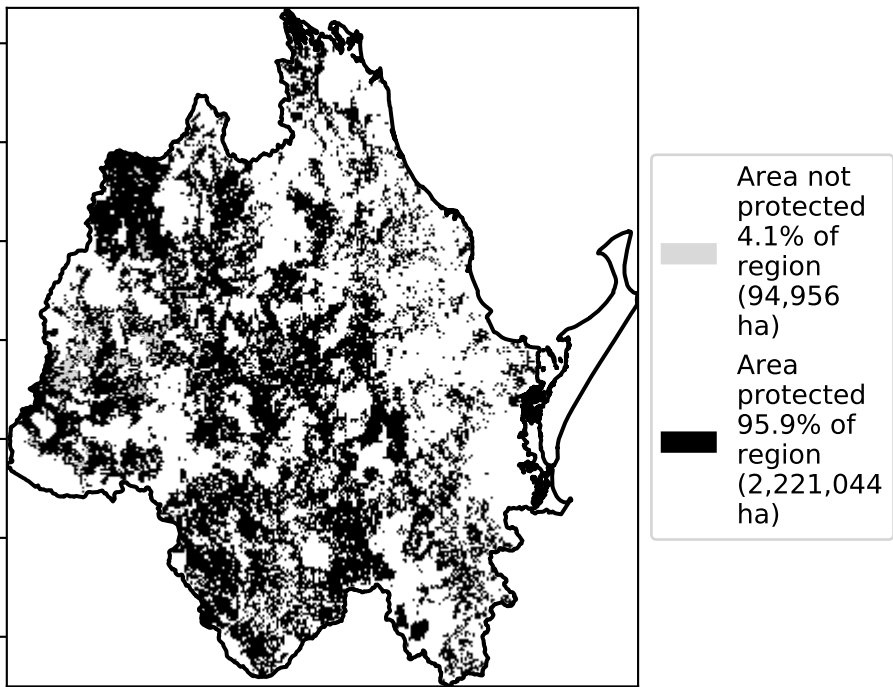 Area not
protected
4.1% of
region
(94,956
ha)
Area
protected
95.9% of
region
(2,221,044
ha)